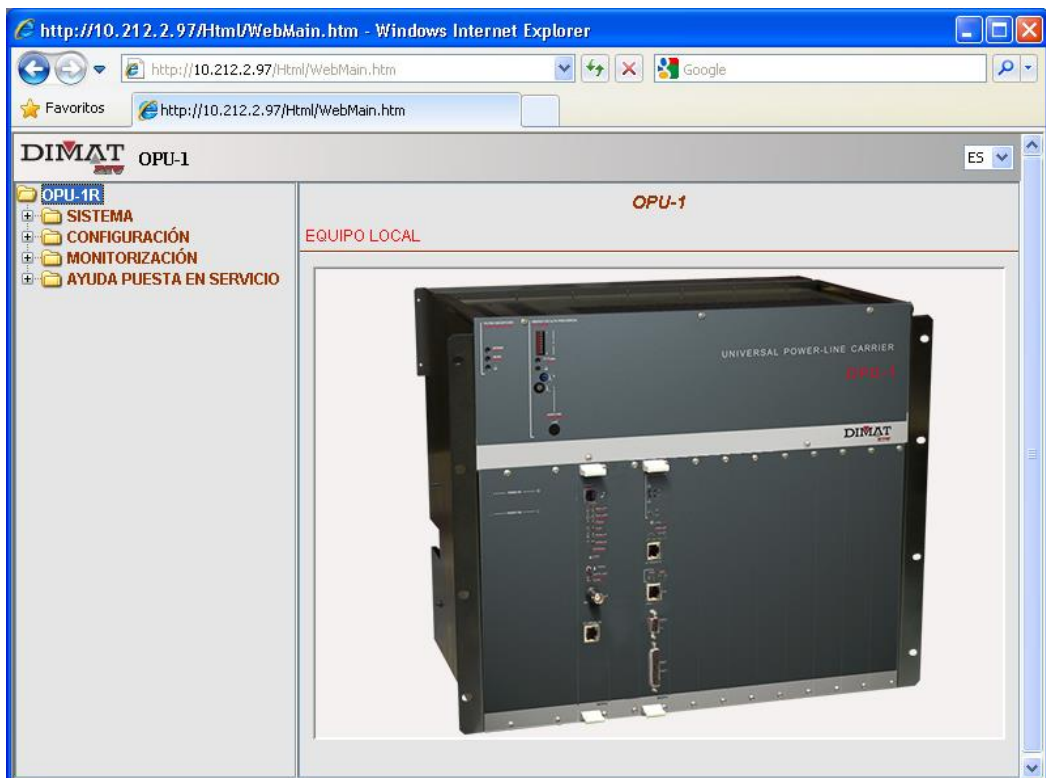 http://10.212.2.97/Html/WebMain.htm - Windows Internet Explorer
http://10.212.2.97/Html/WebMain.htm
Google
Favoritos
http://10.212.2.97/Html/WebMain.htm
DIMAT
OPU-1
ES
OPU-1R
SISTEMA
CONFIGURACIÓN
MONITORIZACIÓN
AYUDA PUESTA EN SERVICIO
OPU-1
EQUIPO LOCAL
UNIVERSAL POWER-LINE CARRIER
OPU-1
DIMAT